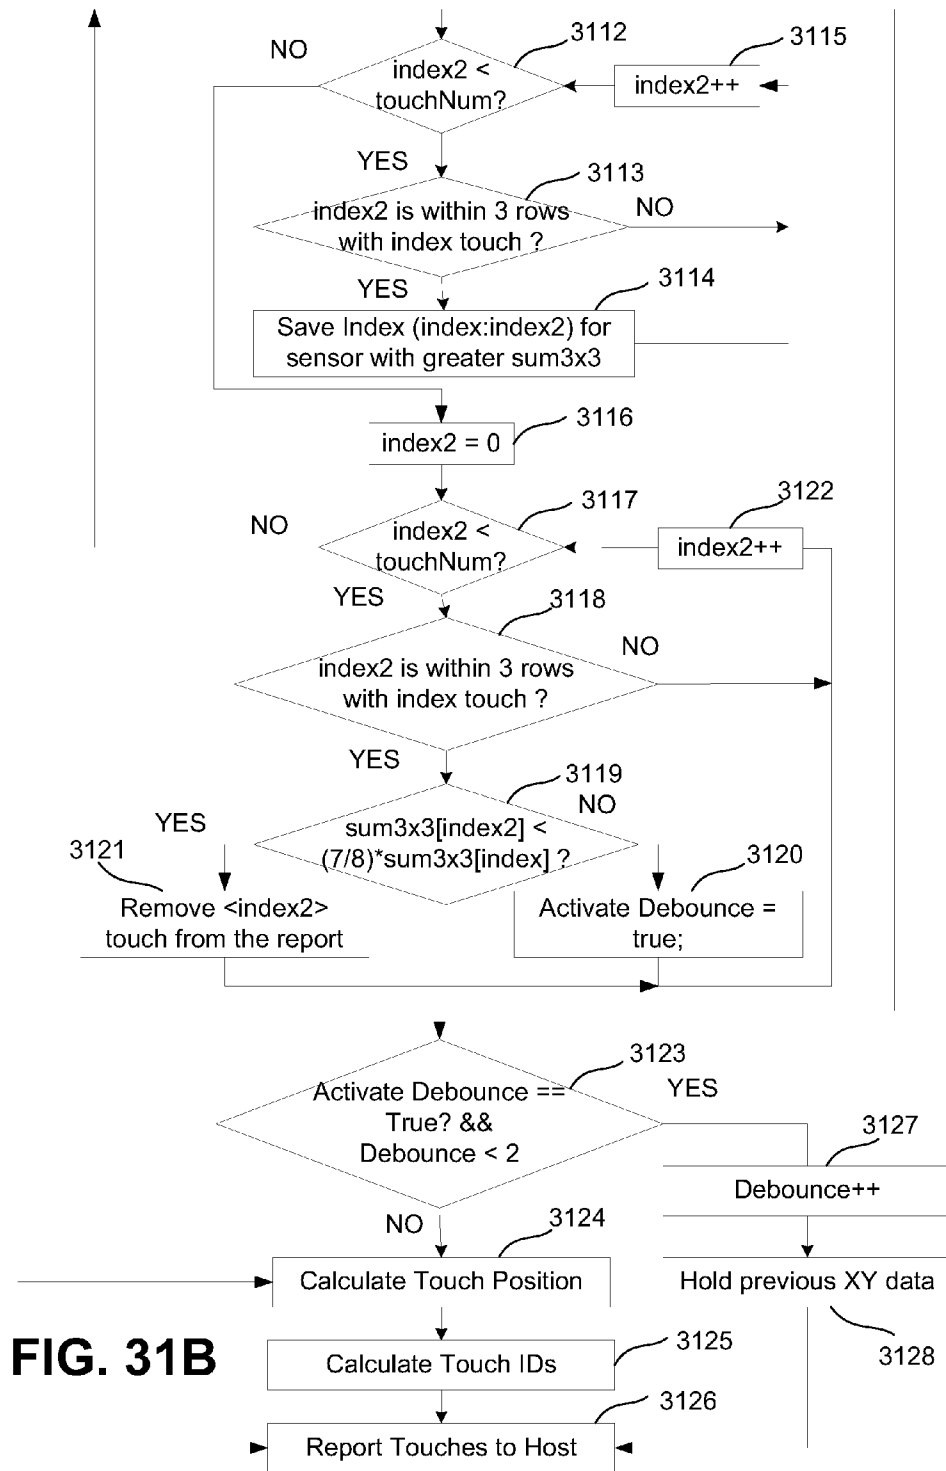 NO
3112
3115
index2 <
touchNum?
index2++
YES
3113
index2 is within 3 rows
with index touch ?
NO
YES
3114
Save Index (index:index2) for
sensor with greater sum3x3
3116
index2 = 0
3117
3122
NO
index2 <
touchNum?
index2++
YES
3118
NO
index2 is within 3 rows
with index touch ?
YES
3119
NO
YES
sum3x3[index2] <
(7/8)*sum3x3[index] ?
3121
3120
Remove <index2>
touch from the report
Activate Debounce =
true;
3123
YES
Activate Debounce ==
True? &&
Debounce < 2
3127
Debounce++
NO
3124
Calculate Touch Position
Hold previous XY data
FIG. 31B
3128
Calculate Touch IDs
3125
3126
Report Touches to Host